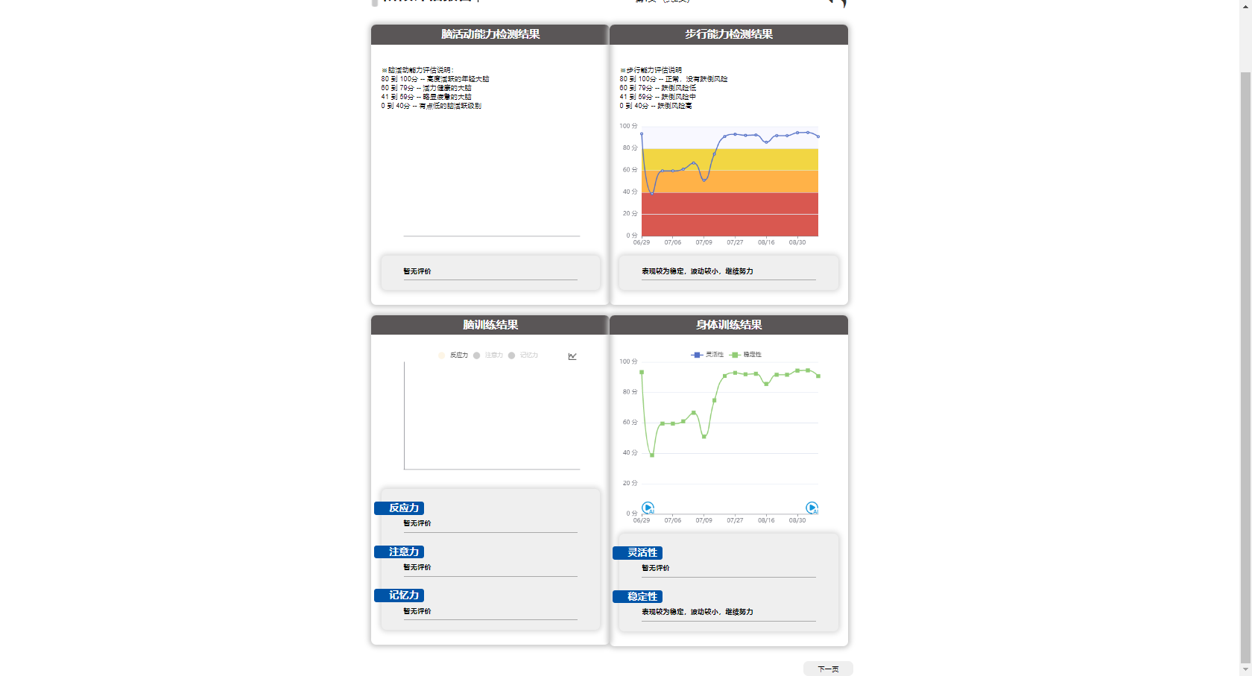 脑活动能力检测结果
※脑活动能力评估说明:
80 到 100分 -- 高度活跃的年轻大脑
60 到 79分 -- 活力健康的大脑
41 到 59分 -- 略显疲惫的大脑
0 到 40分 -- 有点低的脑活跃级别
暂无评价
步行能力检测结果
※步行能力评估说明
80 到 100分 -- 正常，没有跌倒风险
60 到 79分 -- 跌倒风险低
41 到 59分 -- 跌倒风险中
0 到 40分 -- 跌倒风险高
100 分
80 分
60 分
40 分
20 分
0 分
06/29 07/06 07/09 07/27 08/16 08/30
表现较为稳定，波动较小，继续努力
脑训练结果
反应力 注意力 记忆力
反应力
暂无评价
注意力
暂无评价
记忆力
暂无评价
身体训练结果
灵活性 稳定性
100 分
80 分
60 分
40 分
20 分
0 分
06/29 07/06 07/09 07/27 08/16 08/30
灵活性
暂无评价
稳定性
表现较为稳定，波动较小，继续努力
下一页